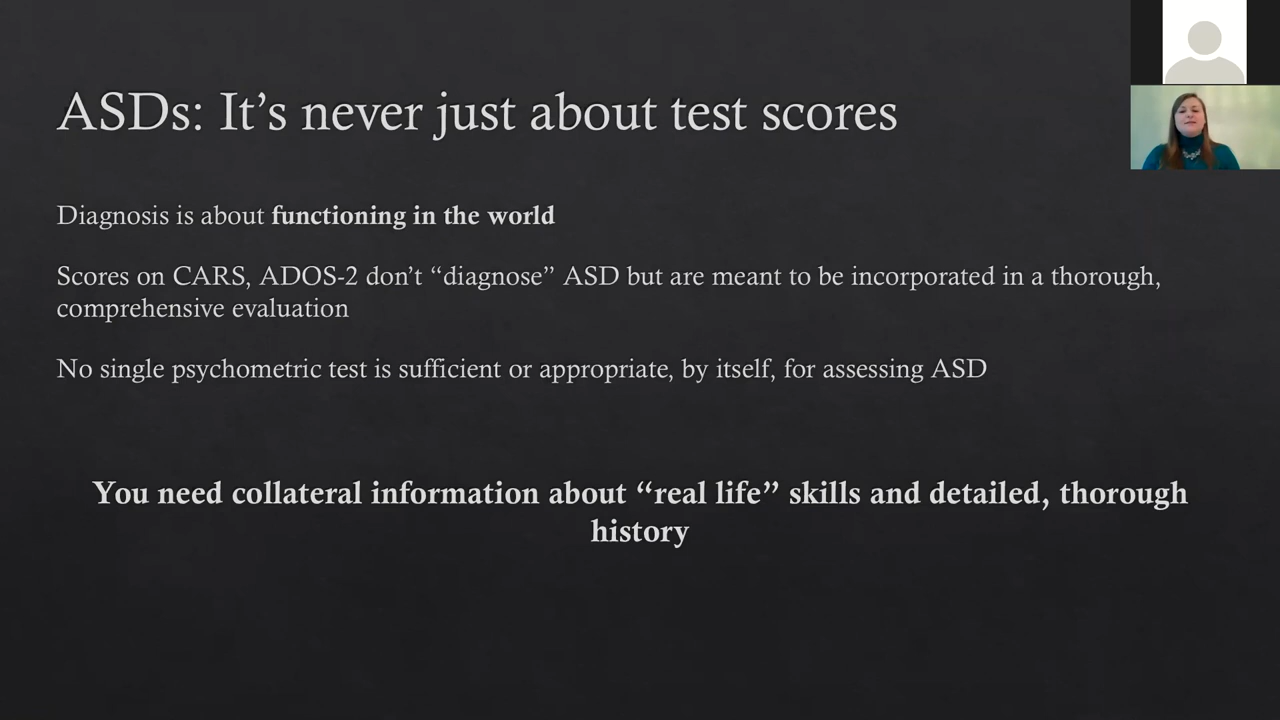 ASDs: It’s never just about test scores
Diagnosis is about functioning in the world
Scores on CARS, ADOS-2 don’t “diagnose” ASD but are meant to be incorporated in a thorough,
comprehensive evaluation
No single psychometric test is sufficient or appropriate, by itself, for assessing ASD
You need collateral information about “real life” skills and detailed, thorough
history